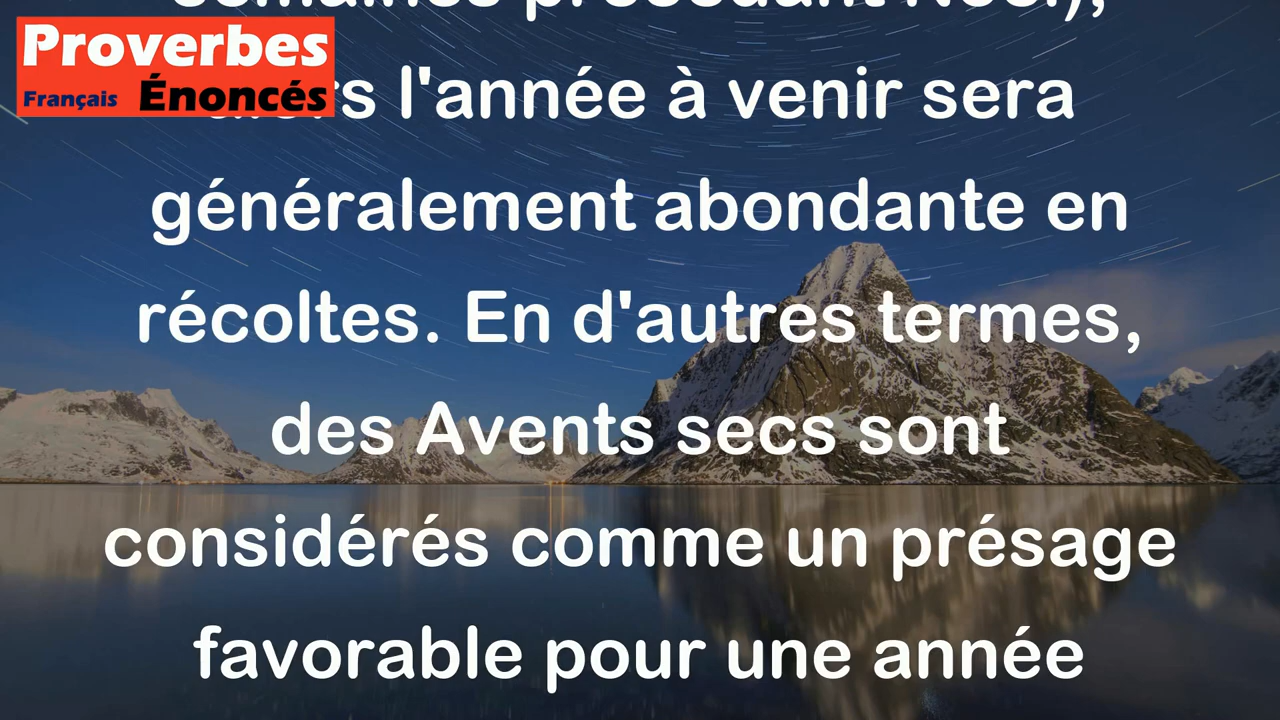 Proverbes
Français Énoncés
l'année à venir sera
généralement abondante en
récoltes. En d'autres termes,
des Avents secs sont
considérés comme un présage
favorable pour une année